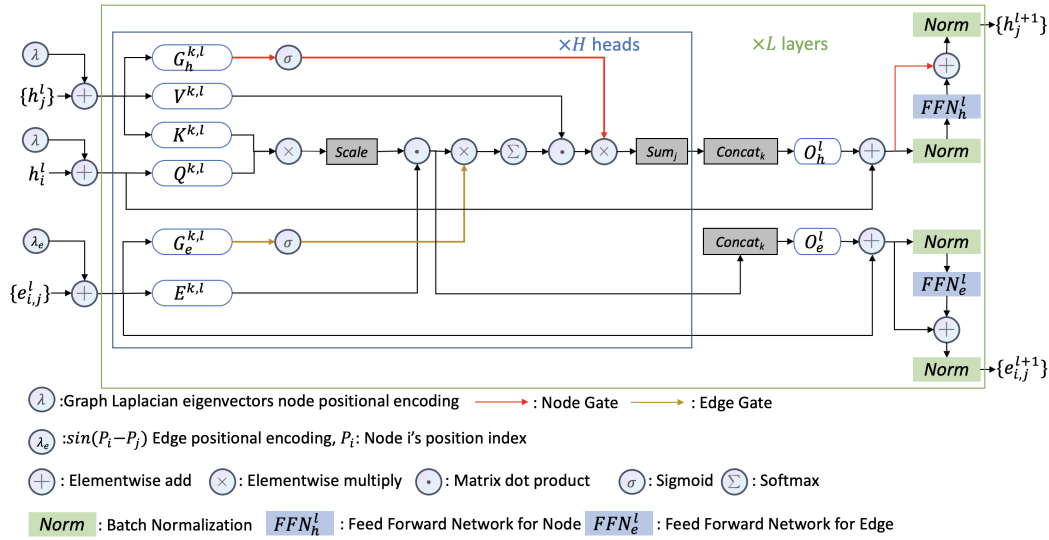 Norm {h_j^{l+1}}
×H heads ×L layers
λ G_h^{k,l} σ +
{h_j^l} + V^{k,l} FFN_h^l
λ K^{k,l} × Scale · × Σ · × Sum_j Concat_k O_h^l + Norm
h_i^l + Q^{k,l}
λ_e G_e^{k,l} σ Concat_k O_e^l + Norm
{e_{i,j}^l} + E^{k,l} FFN_e^l
+
Norm {e_{i,j}^{l+1}}
λ :Graph Laplacian eigenvectors node positional encoding : Node Gate : Edge Gate
λ_e :sin(P_i−P_j) Edge positional encoding, P_i: Node i's position index
+ : Elementwise add × : Elementwise multiply · : Matrix dot product σ : Sigmoid Σ : Softmax
Norm : Batch Normalization FFN_h^l : Feed Forward Network for Node FFN_e^l : Feed Forward Network for Edge